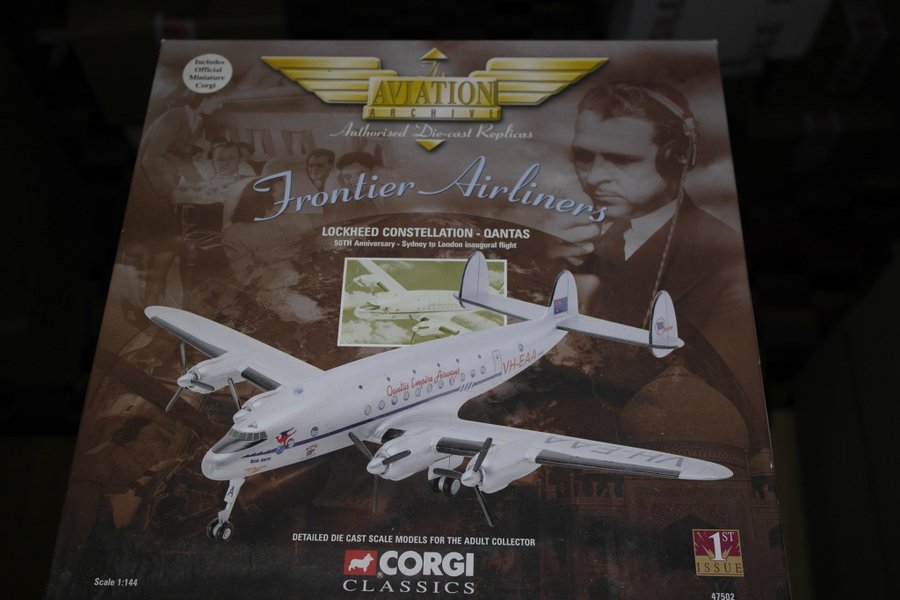 Includes
Official
Miniature
Corgi
The
AVIATION
ARCHIVE
Authorised Die-cast Replicas
Frontier Airliners
LOCKHEED CONSTELLATION - QANTAS
50TH Anniversary - Sydney to London inaugural flight
Qantas Empire Airways
VH-EAA
VH-EAA
A
DETAILED DIE CAST SCALE MODELS FOR THE ADULT COLLECTOR
CORGI
CLASSICS
Scale 1:144
1ST
ISSUE
47502